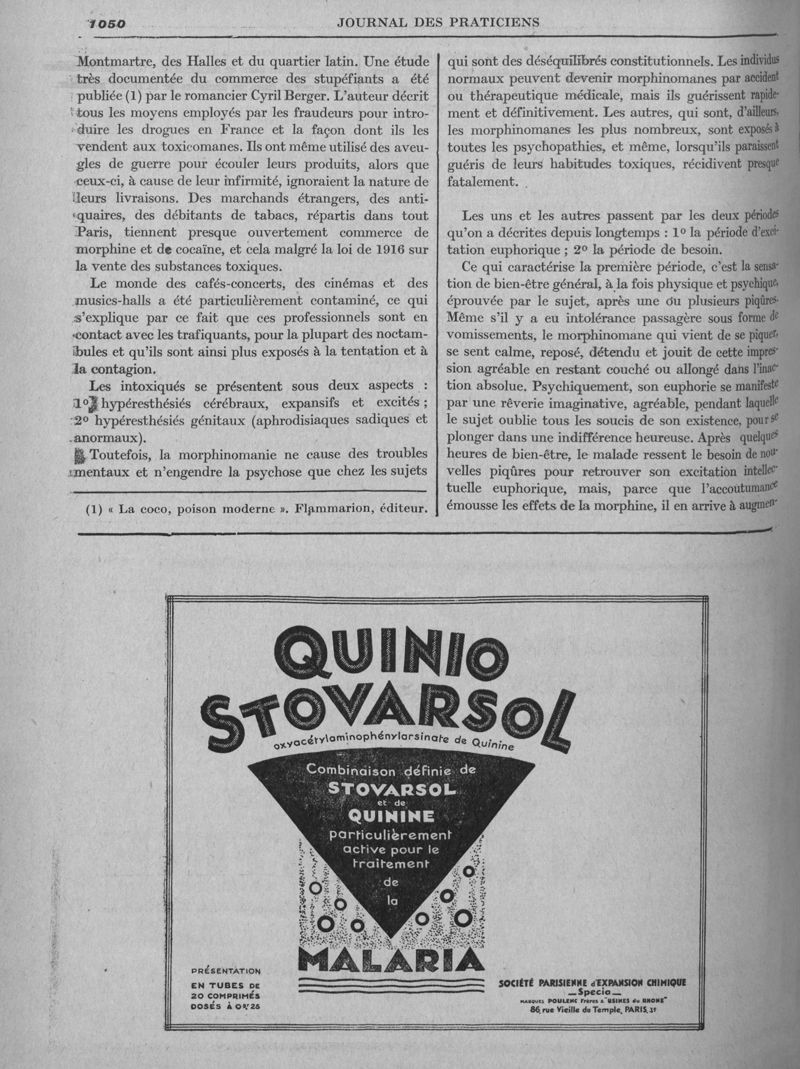 1050
JOURNAL DES PRATICIENS
Montmartre, des Halles et du quartier latin. Une étude
très documentée du commerce des stupéfiants a été
publiée (1) par le romancier Cyril Berger. L'auteur décrit
tous les moyens employés par les fraudeurs pour intro-
duire les drogues en France et la façon dont ils les
vendent aux toxicomanes. Ils ont même utilisé des aveu-
gles de guerre pour écouler leurs produits, alors que
ceux-ci, à cause de leur infirmité, ignoraient la nature de
leurs livraisons. Des marchands étrangers, des anti-
quaires, des débitants de tabacs, répartis dans tout
Paris, tiennent presque ouvertement commerce de
morphine et de cocaïne, et cela malgré la loi de 1916 sur
la vente des substances toxiques.
Le monde des cafés-concerts, des cinémas et des
musics-halls a été particulièrement contaminé, ce qui
s'explique par ce fait que ces professionnels sont en
contact avec les trafiquants, pour la plupart des noctam-
bules et qu'ils sont ainsi plus exposés à la tentation et à
la contagion.
Les intoxiqués se présentent sous deux aspects :
1º hypéresthésiés cérébraux, expansifs et excités ;
2º hypéresthésiés génitaux (aphrodisiaques sadiques et
anormaux).
Toutefois, la morphinomanie ne cause des troubles
mentaux et n'engendre la psychose que chez les sujets
(1) « La coco, poison moderne ». Flammarion, éditeur.
qui sont des déséquilibrés constitutionnels. Les individus
normaux peuvent devenir morphinomanes par accident
ou thérapeutique médicale, mais ils guérissent rapide-
ment et définitivement. Les autres, qui sont, d'ailleurs,
les morphinomanes les plus nombreux, sont exposés à
toutes les psychopathies, et même, lorsqu'ils paraissent
guéris de leurs habitudes toxiques, récidivent presque
fatalement.
Les uns et les autres passent par les deux périodes
qu'on a décrites depuis longtemps : 1º la période d'exci-
tation euphorique ; 2º la période de besoin.
Ce qui caractérise la première période, c'est la sensa-
tion de bien-être général, à la fois physique et psychique,
éprouvée par le sujet, après une ou plusieurs piqûres.
Même s'il y a eu intolérance passagère sous forme de
vomissements, le morphinomane qui vient de se piquer,
se sent calme, reposé, détendu et jouit de cette impres-
sion agréable en restant couché ou allongé dans l'inac-
tion absolue. Psychiquement, son euphorie se manifeste
par une rêverie imaginative, agréable, pendant laquelle
le sujet oublie tous les soucis de son existence, pour se
plonger dans une indifférence heureuse. Après quelques
heures de bien-être, le malade ressent le besoin de nou-
velles piqûres pour retrouver son excitation intellec-
tuelle euphorique, mais, parce que l'accoutumance
émousse les effets de la morphine, il en arrive à augmen-
QUINIO
STOVARSOL
oxyacétylaminophénylarsinate de Quinine
Combinaison définie de
STOVARSOL
et de
QUININE
particulièrement
active pour le
traitement
de
la
MALARIA
PRÉSENTATION
EN TUBES DE
20 COMPRIMÉS
DOSÉS À 0gr,25
SOCIÉTÉ PARISIENNE d'EXPANSION CHIMIQUE
_Specia_
MARQUES POULENC Frères & "USINES du RHÔNE"
86, rue Vieille du Temple, PARIS, 3e